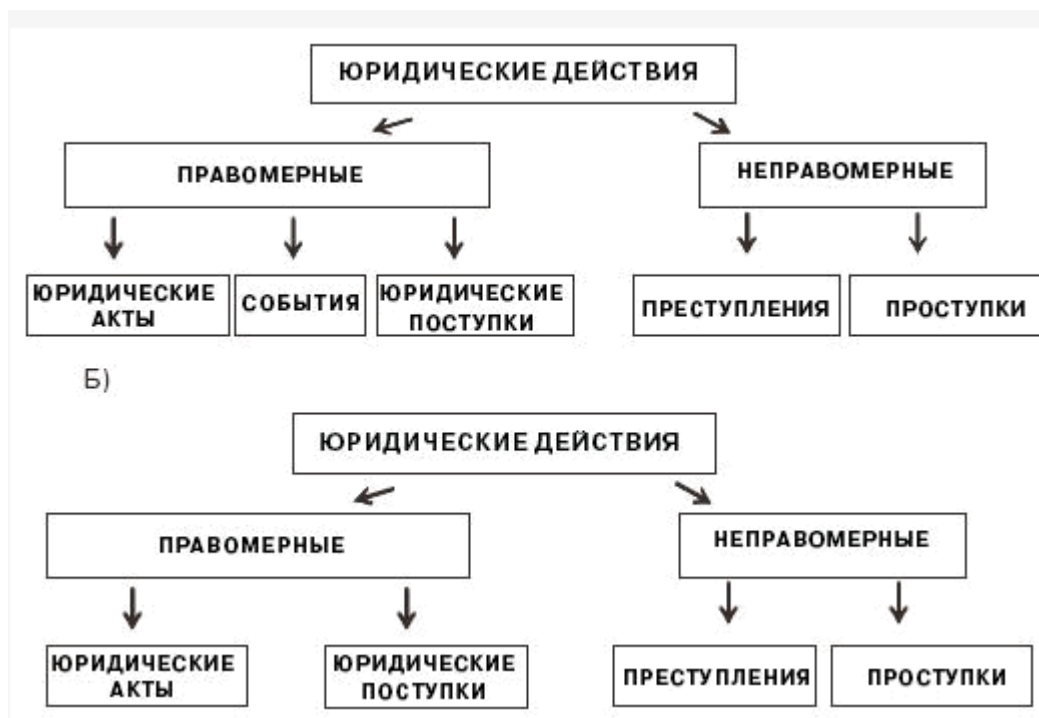 ЮРИДИЧЕСКИЕ ДЕЙСТВИЯ
ПРАВОМЕРНЫЕ
НЕПРАВОМЕРНЫЕ
ЮРИДИЧЕСКИЕ
АКТЫ
СОБЫТИЯ
ЮРИДИЧЕСКИЕ
ПОСТУПКИ
ПРЕСТУПЛЕНИЯ
ПРОСТУПКИ
Б)
ЮРИДИЧЕСКИЕ ДЕЙСТВИЯ
ПРАВОМЕРНЫЕ
НЕПРАВОМЕРНЫЕ
ЮРИДИЧЕСКИЕ
АКТЫ
ЮРИДИЧЕСКИЕ
ПОСТУПКИ
ПРЕСТУПЛЕНИЯ
ПРОСТУПКИ